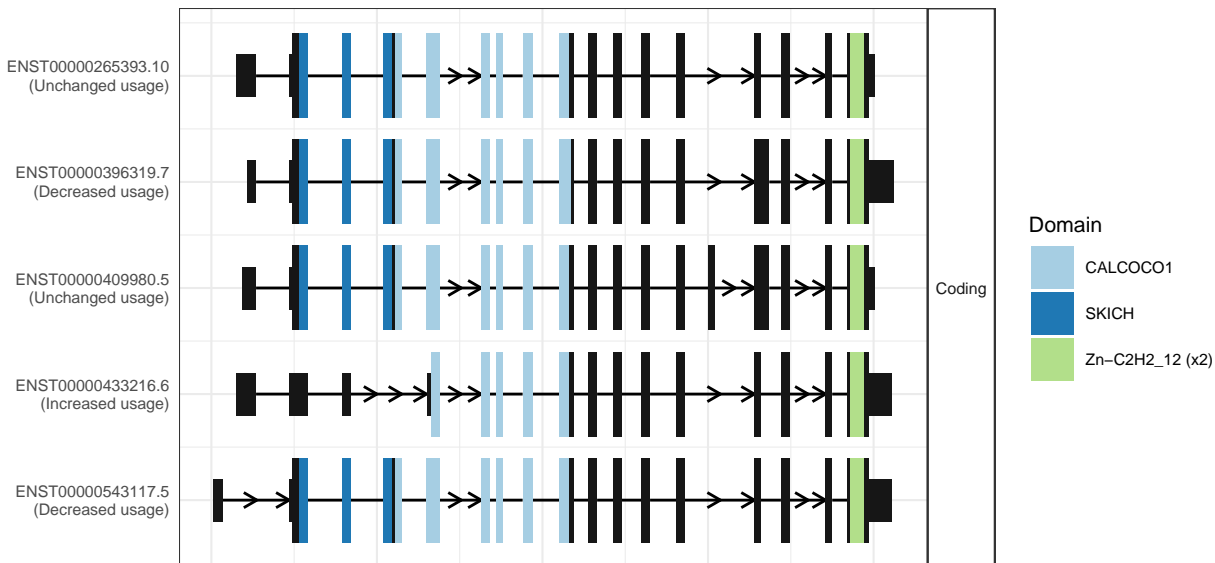 ENST00000265393.10
(Unchanged usage)
ENST00000396319.7
(Decreased usage)
ENST00000409980.5
(Unchanged usage)
ENST00000433216.6
(Increased usage)
ENST00000543117.5
(Decreased usage)
Coding
Domain
CALCOCO1
SKICH
Zn−C2H2_12 (x2)